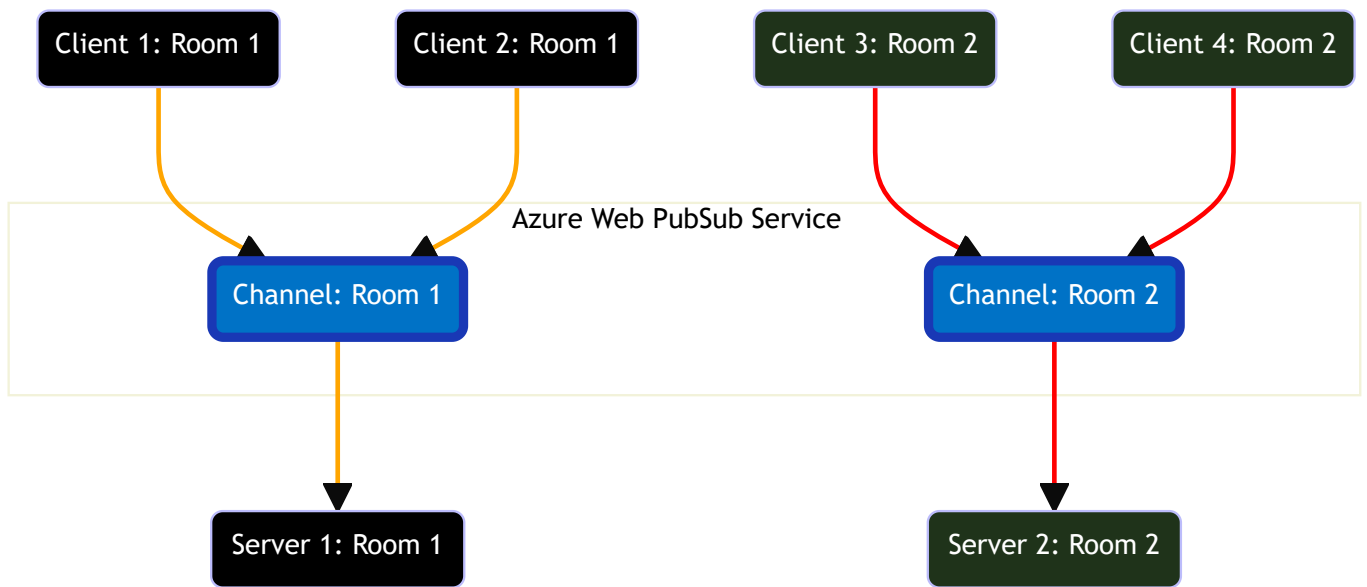 Client 1: Room 1
Client 2: Room 1
Client 3: Room 2
Client 4: Room 2
Azure Web PubSub Service
Channel: Room 1
Channel: Room 2
Server 1: Room 1
Server 2: Room 2